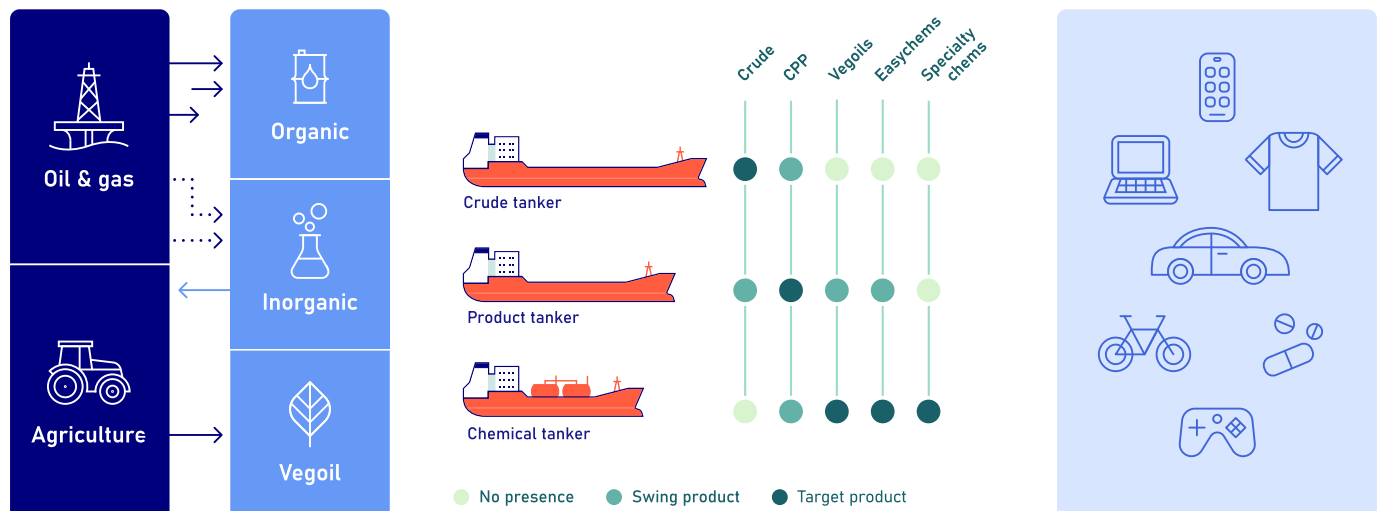 Oil & gas
Agriculture
Organic
Inorganic
Vegoil
Crude
CPP
Vegoils
Easychems
Specialty
chems
Crude tanker
Product tanker
Chemical tanker
No presence
Swing product
Target product